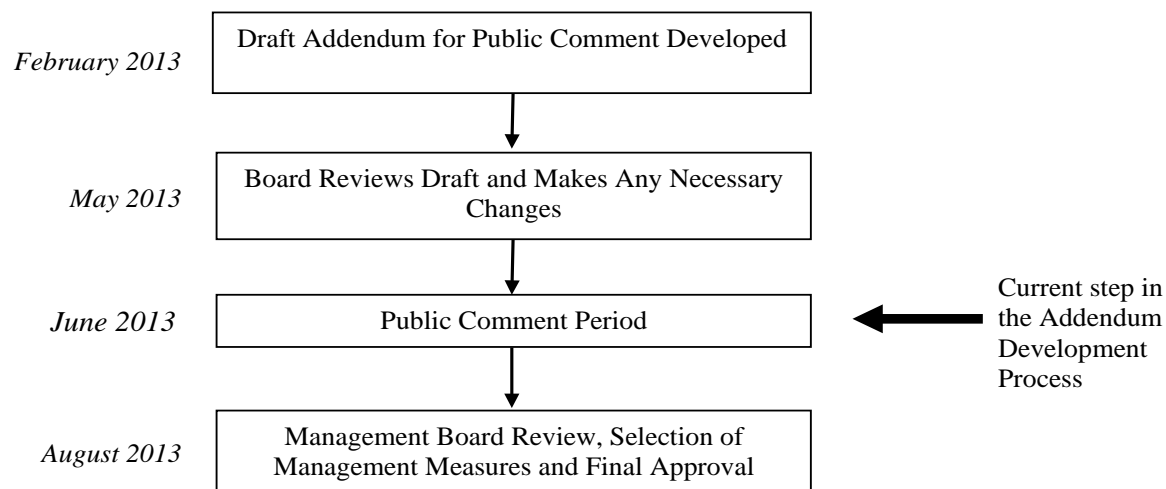 February 2013
Draft Addendum for Public Comment Developed
May 2013
Board Reviews Draft and Makes Any Necessary
Changes
June 2013
Public Comment Period
Current step in
the Addendum
Development
Process
August 2013
Management Board Review, Selection of
Management Measures and Final Approval